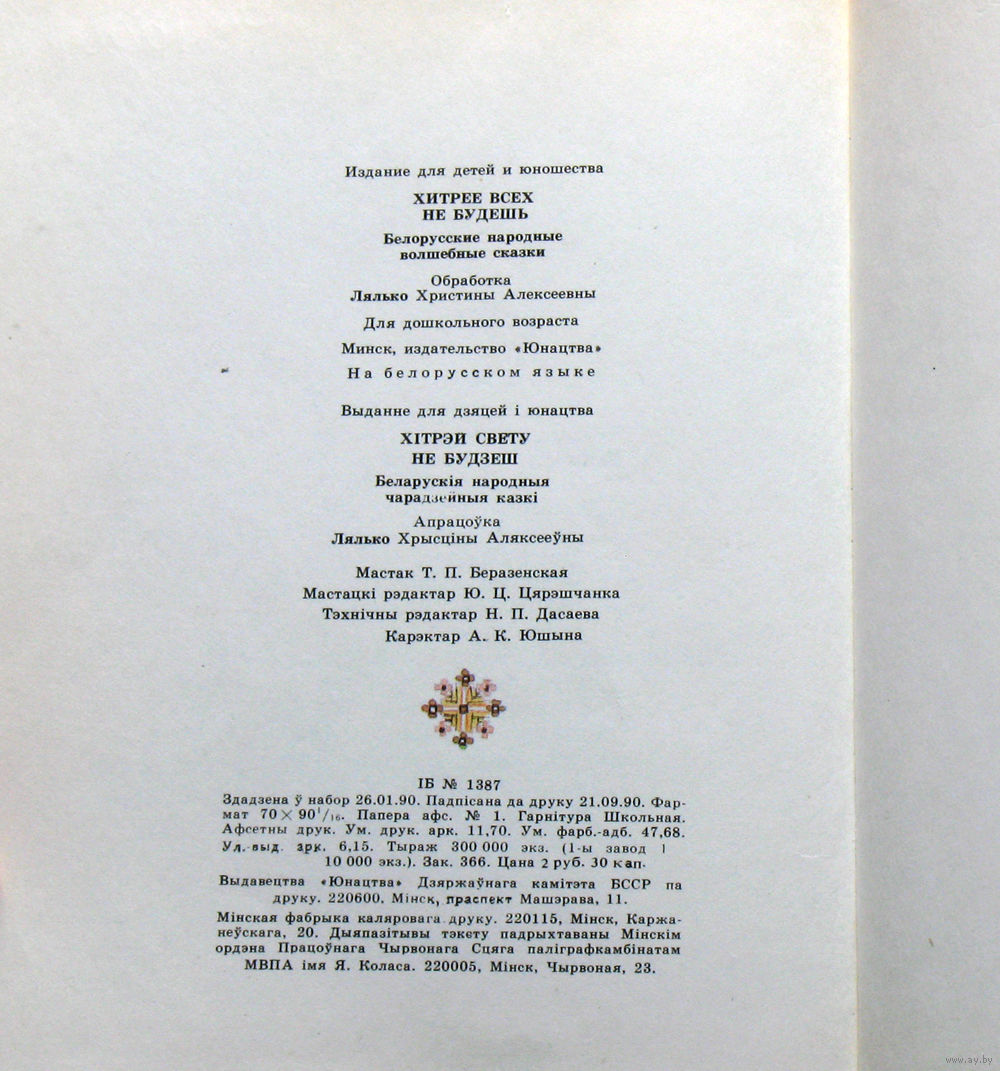 Издание для детей и юношества
ХИТРЕЕ ВСЕХ
НЕ БУДЕШЬ
Белорусские народные
волшебные сказки
Обработка
Лялько Христины Алексеевны
Для дошкольного возраста
Минск, издательство «Юнацтва»
На белорусском языке
Выданне для дзяцей і юнацтва
ХІТРЭЙ СВЕТУ
НЕ БУДЗЕШ
Беларускія народныя
чарадзейныя казкі
Апрацоўка
Лялько Хрысціны Аляксееўны
Мастак Т. П. Беразенская
Мастацкі рэдактар Ю. Ц. Цярэшчанка
Тэхнічны рэдактар Н. П. Дасаева
Карэктар А. К. Юшына
ІБ № 1387
Здадзена ў набор 26.01.90. Падпісана да друку 21.09.90. Фар-
мат 70×90¹/₁₆. Папера афс. № 1. Гарнітура Школьная.
Афсетны друк. Ум. друк. арк. 11,70. Ум. фарб.-адб. 47,68.
Ул.-выд. арк. 6,15. Тыраж 300 000 экз. (1-ы завод 1
10 000 экз.). Зак. 366. Цана 2 руб. 30 кап.
Выдавецтва «Юнацтва» Дзяржаўнага камітэта БССР па
друку. 220600. Мінск, праспект Машэрава, 11.
Мінская фабрыка каляровага друку. 220115, Мінск, Каржа-
неўскага, 20. Дыяпазітывы тэкету падрыхтаваны Мінскім
ордэна Працоўнага Чырвонага Сцяга паліграфкамбінатам
МВПА імя Я. Коласа. 220005, Мінск, Чырвоная, 23.
www.ay.by